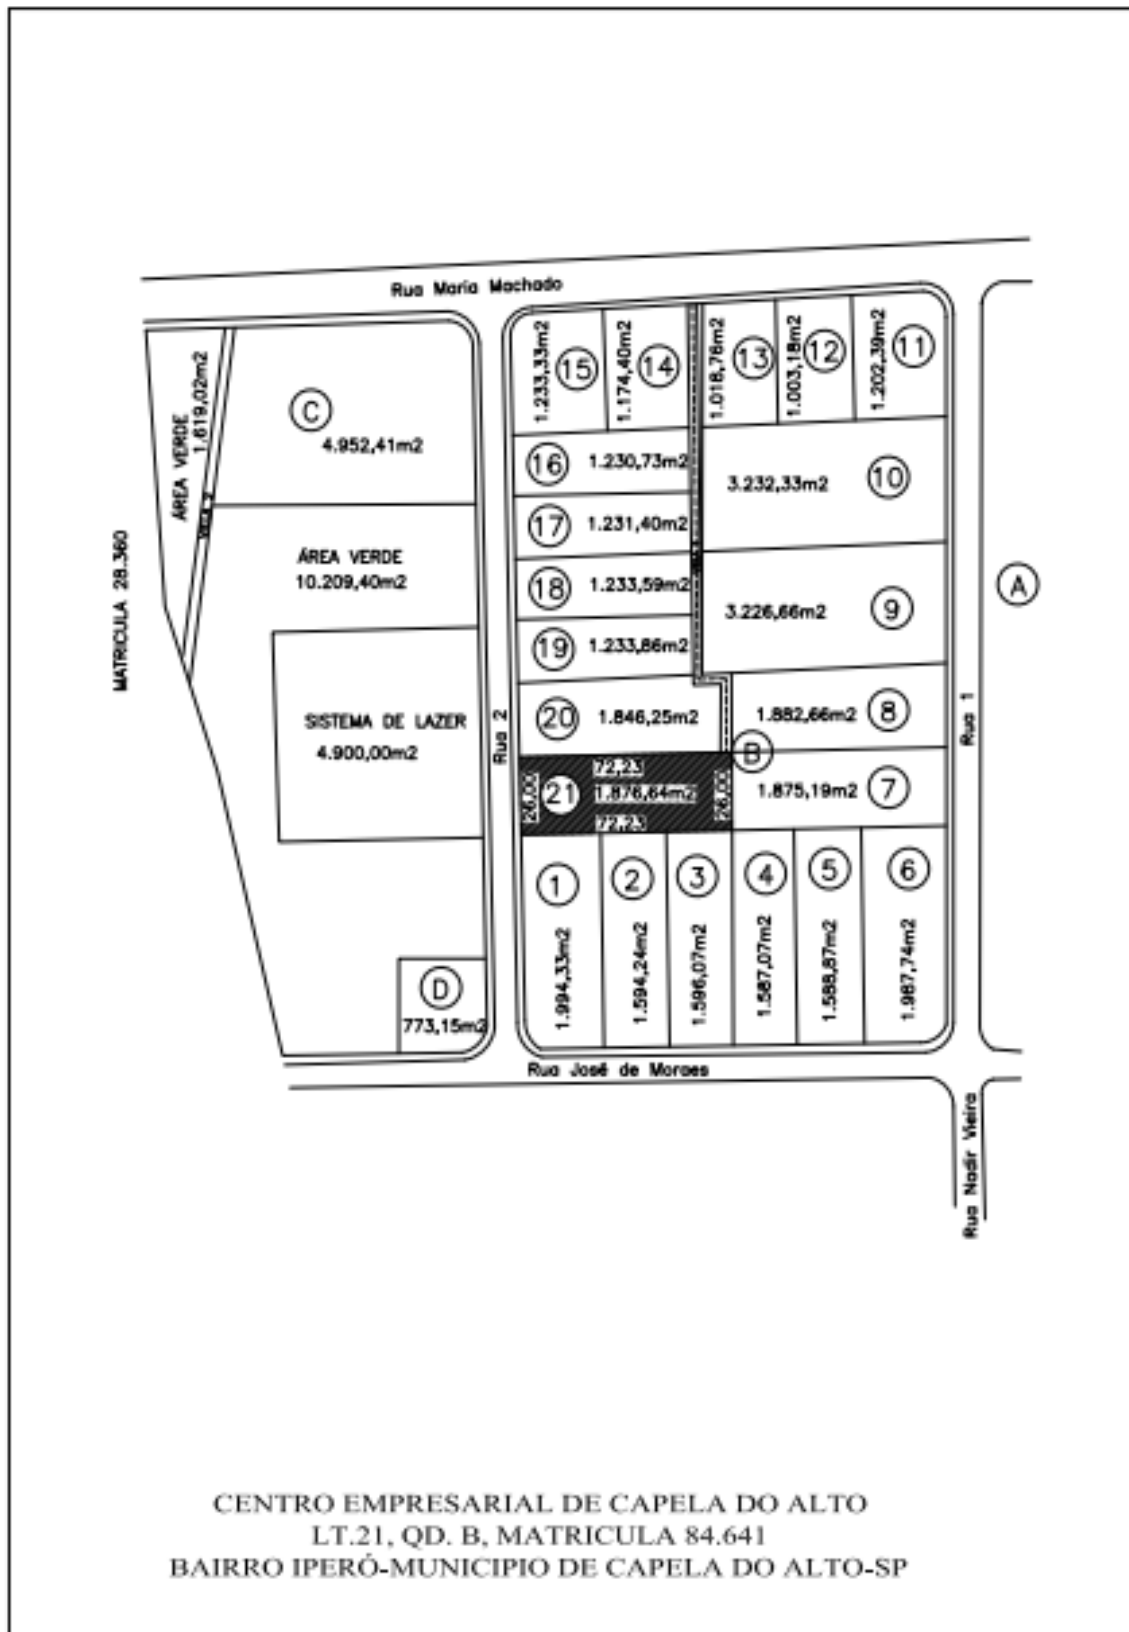 Rua Maria Machado
ÁREA VERDE
1.619,02m2
C
4.952,41m2
MATRICULA 28.360
ÁREA VERDE
10.209,40m2
SISTEMA DE LAZER
4.900,00m2
D
773,15m2
Rua 2
1.233,33m2
15
1.174,40m2
14
1.018,76m2
13
1.003,18m2
12
1.202,39m2
11
16 1.230,73m2
3.232,33m2 10
17 1.231,40m2
18 1.233,59m2
3.226,66m2 9
19 1.233,86m2
20 1.846,25m2
1.882,66m2 8
B
72,23
26,00
21
1.876,64m2
26,00
72,23
1.875,19m2 7
1
1.994,33m2
2
1.594,24m2
3
1.596,07m2
4
1.587,07m2
5
1.588,87m2
6
1.987,74m2
Rua 1
A
Rua José de Moraes
Rua Nadir Vieira
CENTRO EMPRESARIAL DE CAPELA DO ALTO
LT.21, QD. B, MATRICULA 84.641
BAIRRO IPERÓ-MUNICIPIO DE CAPELA DO ALTO-SP